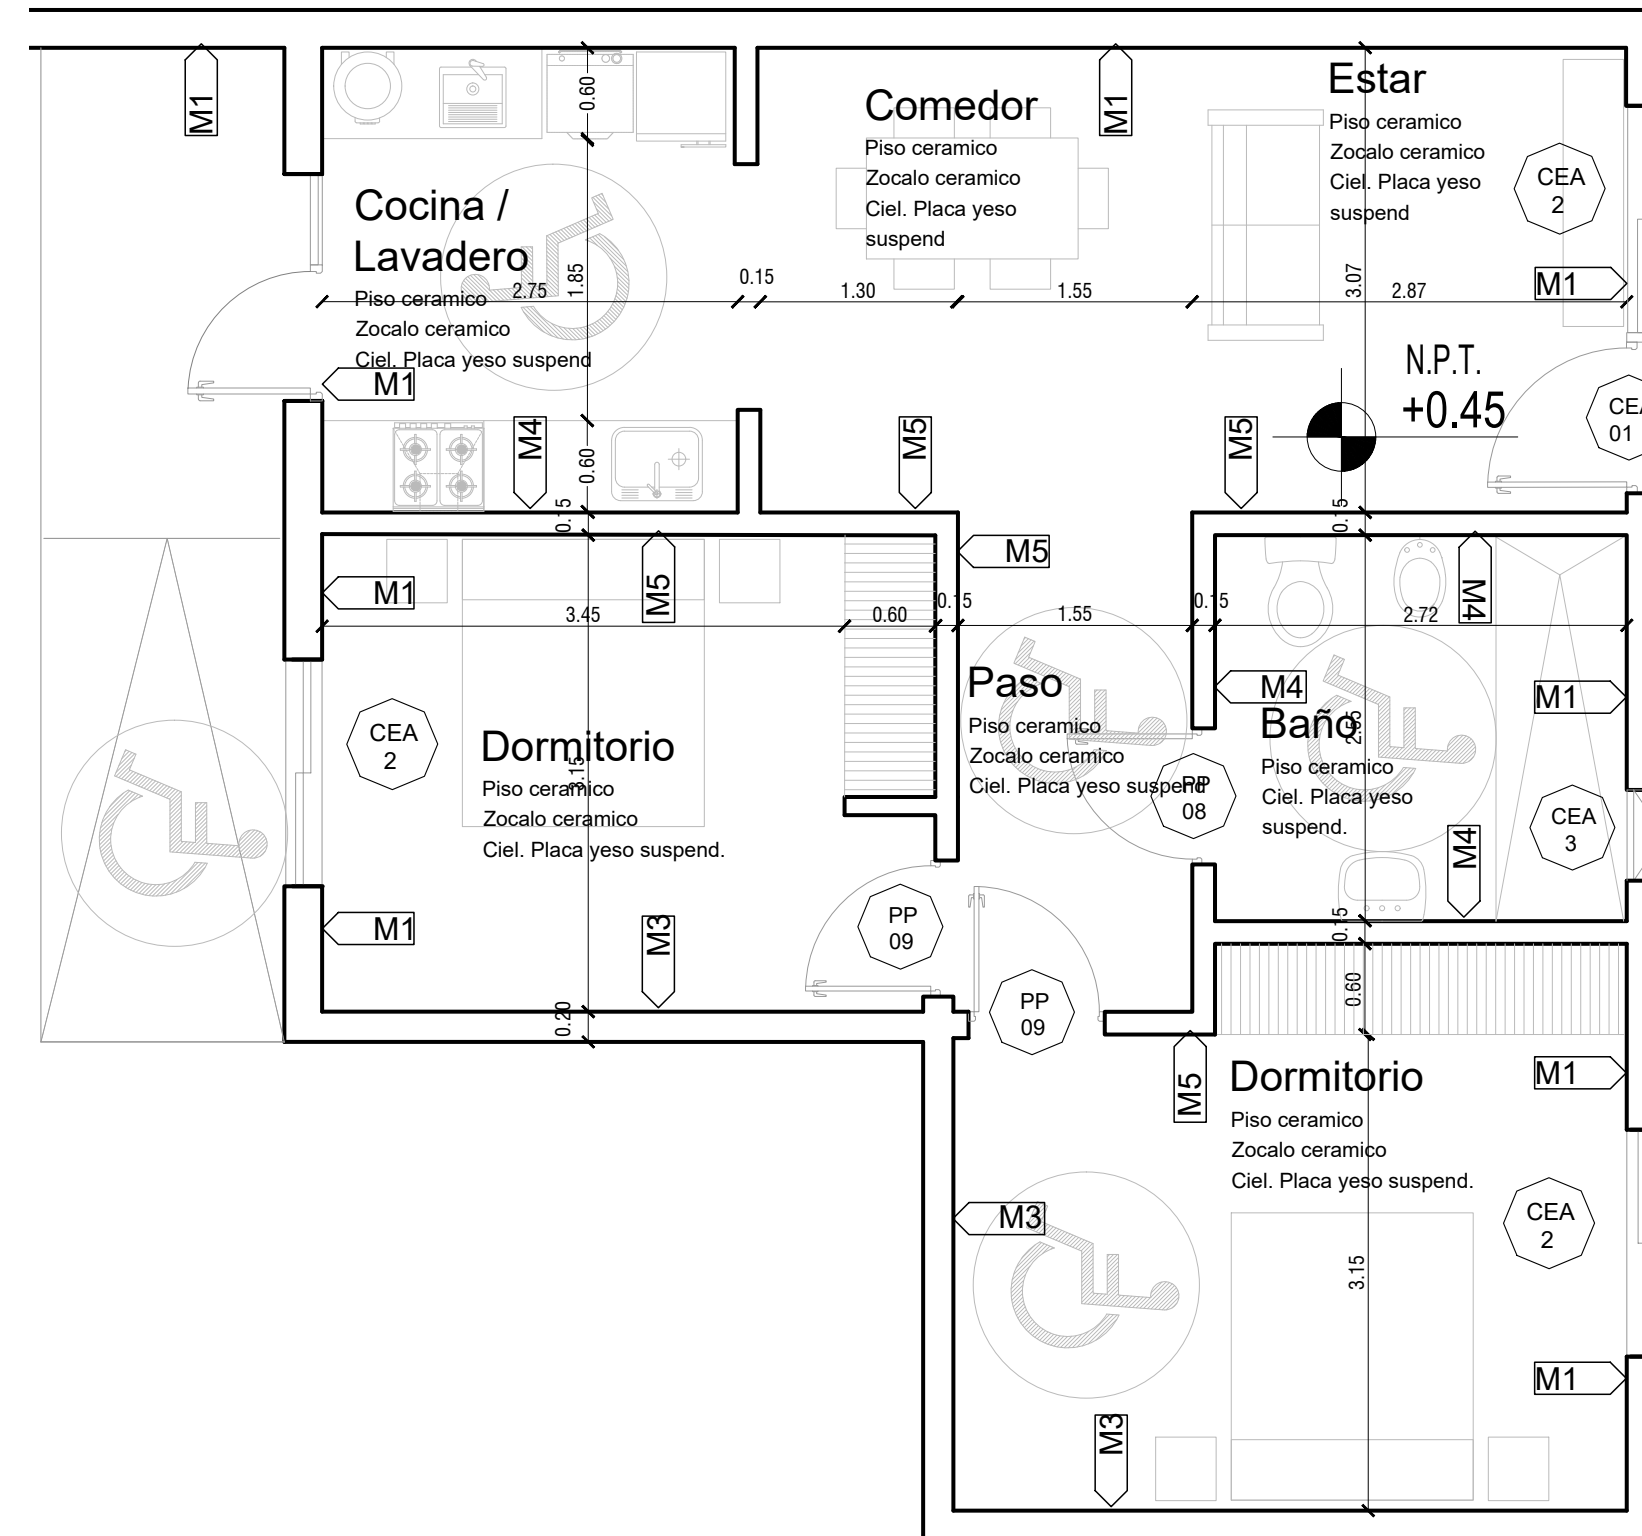 M1
0.60
Comedor
Piso ceramico
Zocalo ceramico
Ciel. Placa yeso
suspend
M1
Estar
Piso ceramico
Zocalo ceramico
Ciel. Placa yeso
suspend
CEA
2
Cocina /
Lavadero
Piso ceramico
Zocalo ceramico
Ciel. Placa yeso suspend
2.75
1.85
0.15
1.30
1.55
3.07
2.87
M1
M1
N.P.T.
+0.45
CEA
01
M4
0.60
M5
M5
0.15
0.15
M1
M5
M5
3.45
0.60
0.15
1.55
0.15
2.72
M4
CEA
2
Dormitorio
Piso ceramico
Zocalo ceramico
Ciel. Placa yeso suspend.
3.15
Paso
Piso ceramico
Zocalo ceramico
Ciel. Placa yeso suspend
PP
08
M4
Baño
Piso ceramico
Ciel. Placa yeso
suspend.
2.55
M1
CEA
3
M4
M1
M3
PP
09
0.15
0.20
PP
09
0.60
M5
Dormitorio
Piso ceramico
Zocalo ceramico
Ciel. Placa yeso suspend.
M1
M3
CEA
2
3.15
M1
M3